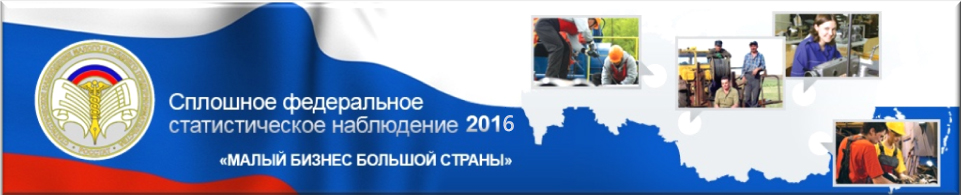 Сплошное федеральное
статистическое наблюдение 2016
«МАЛЫЙ БИЗНЕС БОЛЬШОЙ СТРАНЫ»